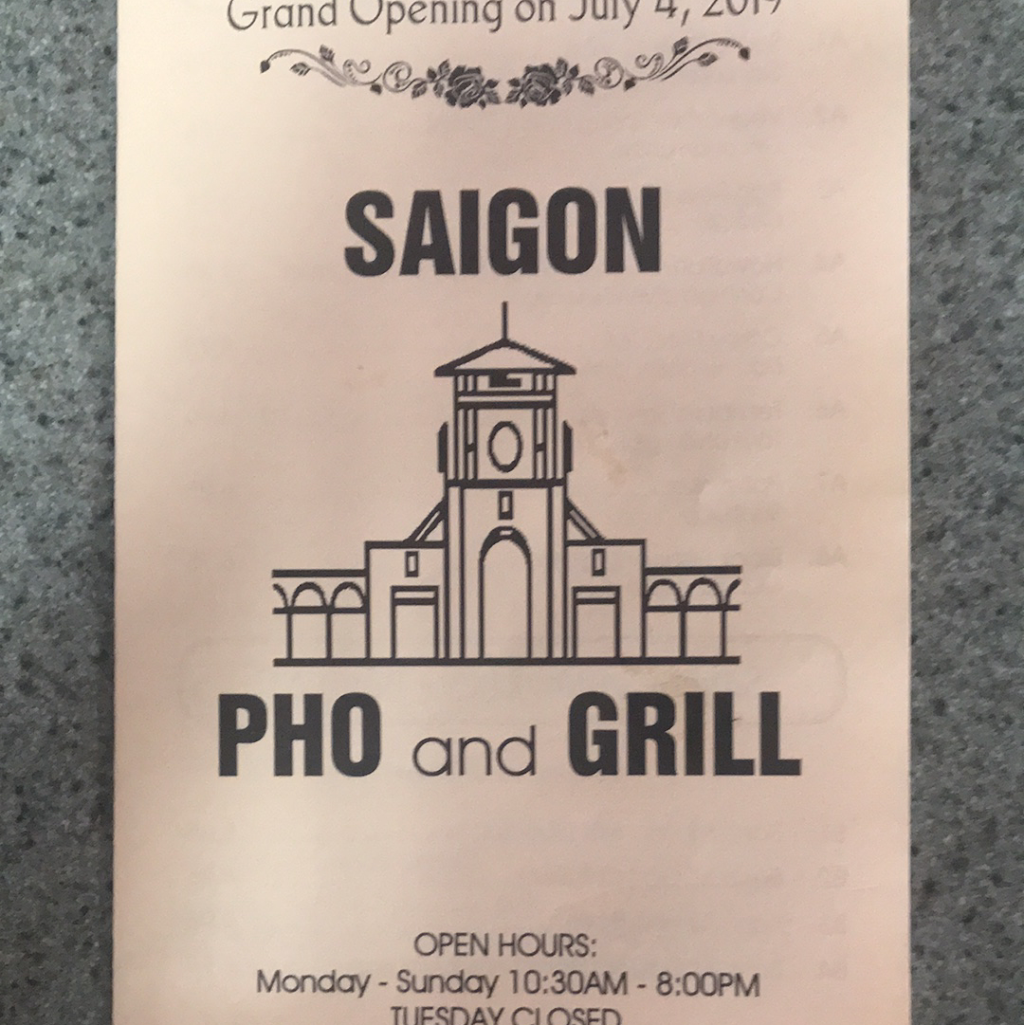 Grand Opening on July 4, 2019
SAIGON
PHO and GRILL
OPEN HOURS:
Monday - Sunday 10:30AM - 8:00PM
TUESDAY CLOSED